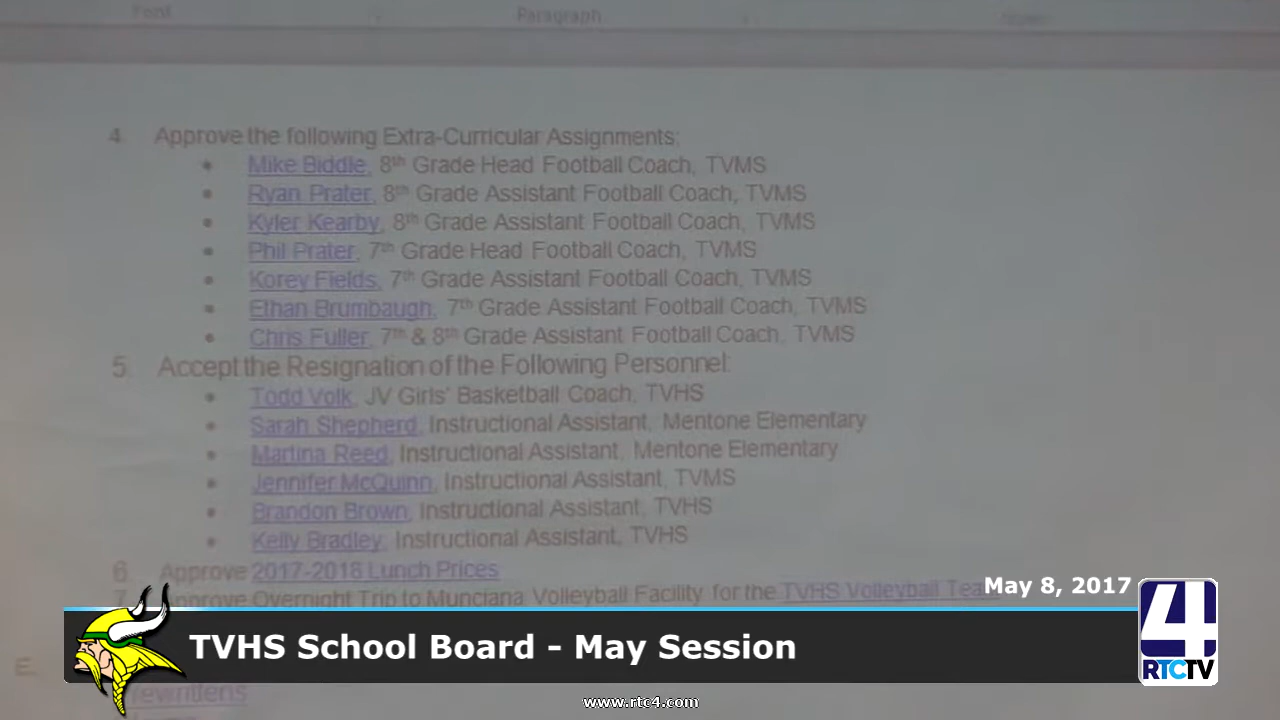 Font
Paragraph
4. Approve the following Extra-Curricular Assignments:
• Mike Biddle, 8th Grade Head Football Coach, TVMS
• Ryan Prater, 8th Grade Assistant Football Coach, TVMS
• Kyler Kearby, 8th Grade Assistant Football Coach, TVMS
• Phil Prater, 7th Grade Head Football Coach, TVMS
• Korey Fields, 7th Grade Assistant Football Coach, TVMS
• Ethan Brumbaugh, 7th Grade Assistant Football Coach, TVMS
• Chris Fuller, 7th & 8th Grade Assistant Football Coach, TVMS
5. Accept the Resignation of the Following Personnel:
• Todd Volk, JV Girls' Basketball Coach, TVHS
• Sarah Shepherd, Instructional Assistant, Mentone Elementary
• Martina Reed, Instructional Assistant, Mentone Elementary
• Jennifer McQuinn, Instructional Assistant, TVMS
• Brandon Brown, Instructional Assistant, TVHS
• Kelly Bradley, Instructional Assistant, TVHS
6. Approve 2017-2018 Lunch Prices
7. Approve Overnight Trip to Munciana Volleyball Facility for the TVHS Volleyball
May 8, 2017
TVHS School Board - May Session
4
RTCTV
E.
www.rtc4.com